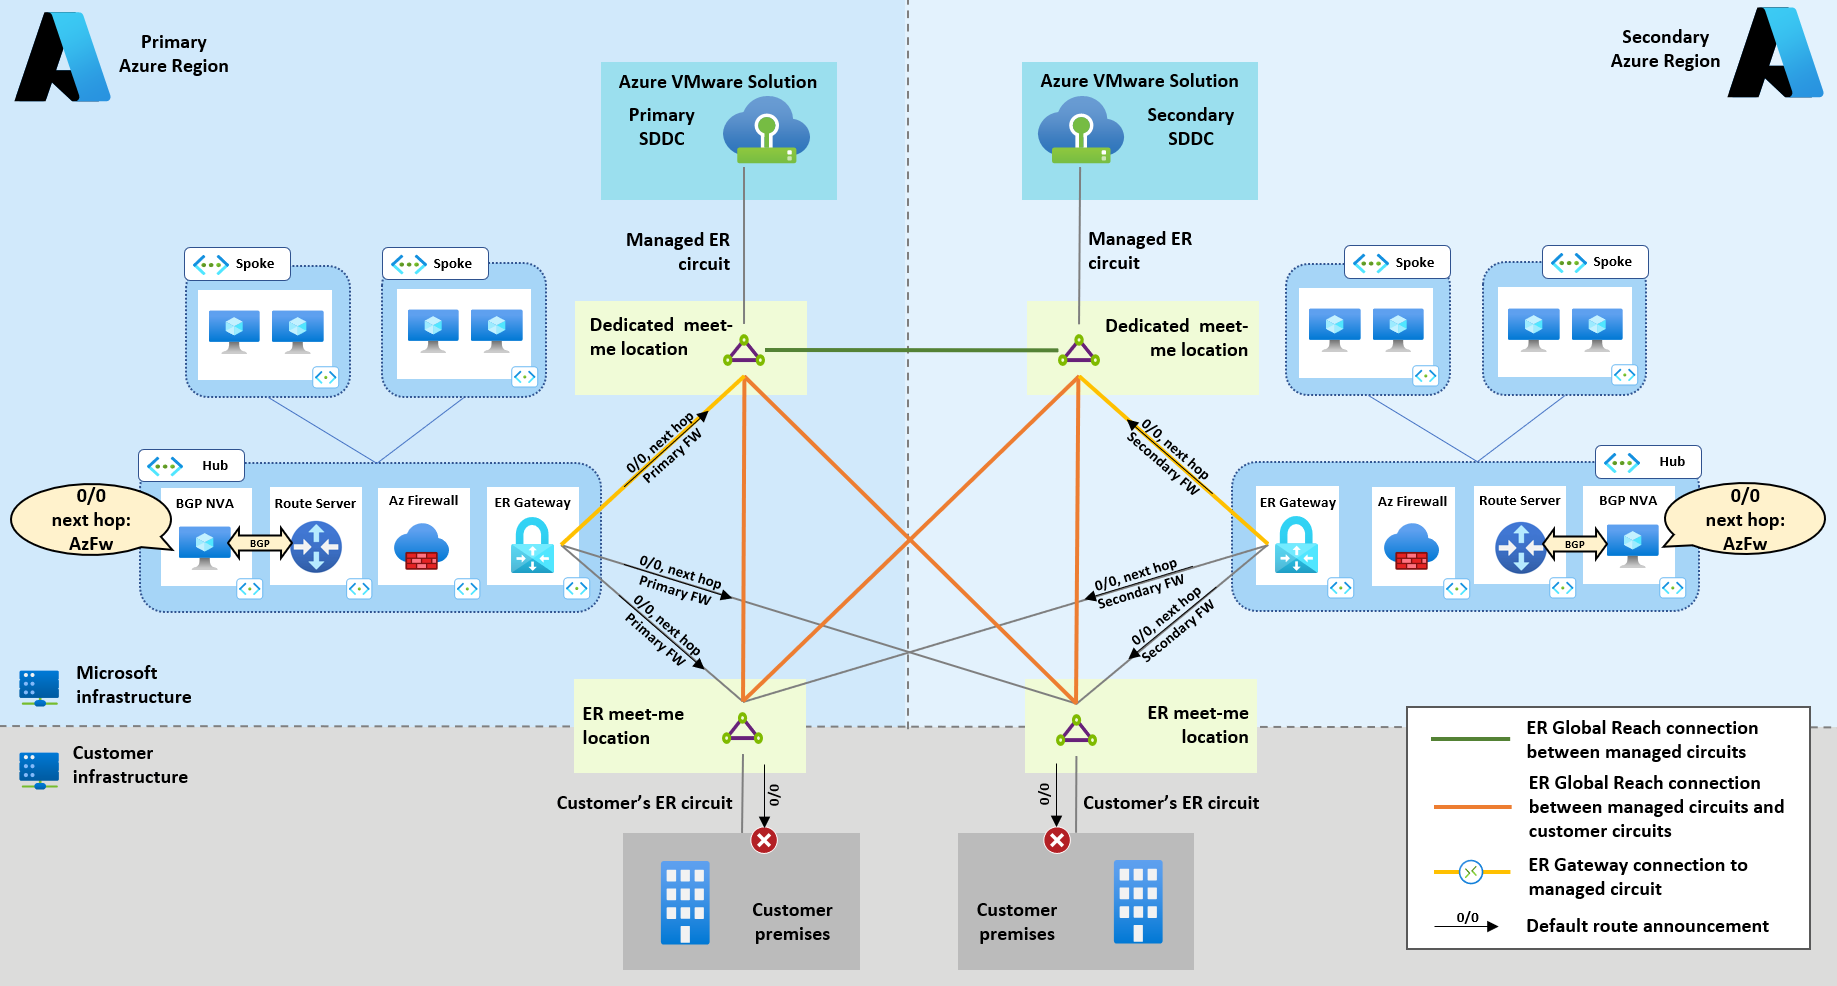 Primary
Azure Region
Secondary
Azure Region
Azure VMware Solution
Primary
SDDC
Azure VMware Solution
Secondary
SDDC
Managed ER
circuit
Managed ER
circuit
Spoke
Spoke
Spoke
Spoke
Dedicated meet-
me location
Dedicated meet-
me location
0/0, next hop
Primary FW
0/0, next hop
Secondary FW
Hub
Hub
0/0
next hop:
AzFw
BGP NVA
BGP
Route Server
Az Firewall
ER Gateway
ER Gateway
Az Firewall
Route Server
BGP
BGP NVA
0/0
next hop:
AzFw
0/0, next hop
Primary FW
0/0, next hop
Primary FW
0/0, next hop
Secondary FW
0/0, next hop
Secondary FW
Microsoft
infrastructure
Customer
infrastructure
ER meet-me
location
ER meet-me
location
Customer's ER circuit
0/0
0/0
Customer's ER circuit
Customer
premises
Customer
premises
ER Global Reach connection
between managed circuits
ER Global Reach connection
between managed circuits and
customer circuits
ER Gateway connection to
managed circuit
0/0
Default route announcement